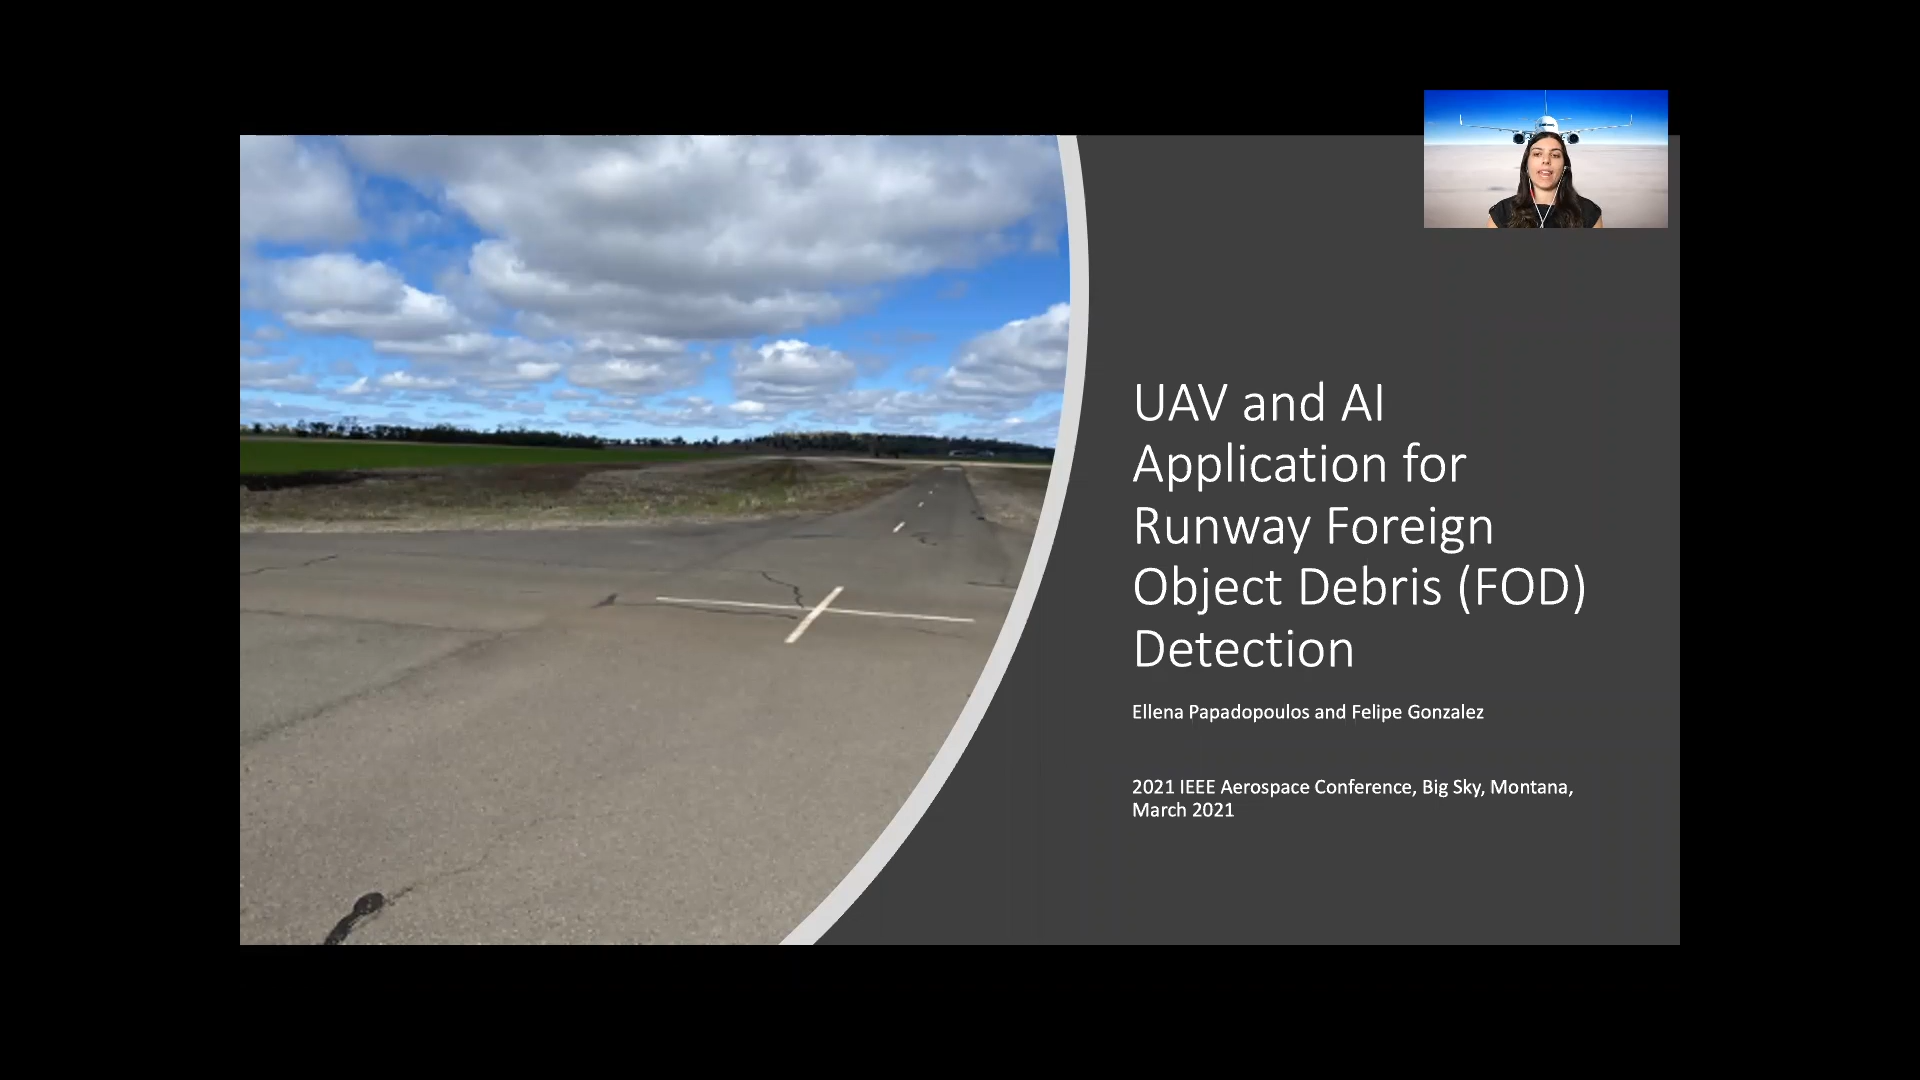 UAV and AI
Application for
Runway Foreign
Object Debris (FOD)
Detection
Ellena Papadopoulos and Felipe Gonzalez
2021 IEEE Aerospace Conference, Big Sky, Montana,
March 2021